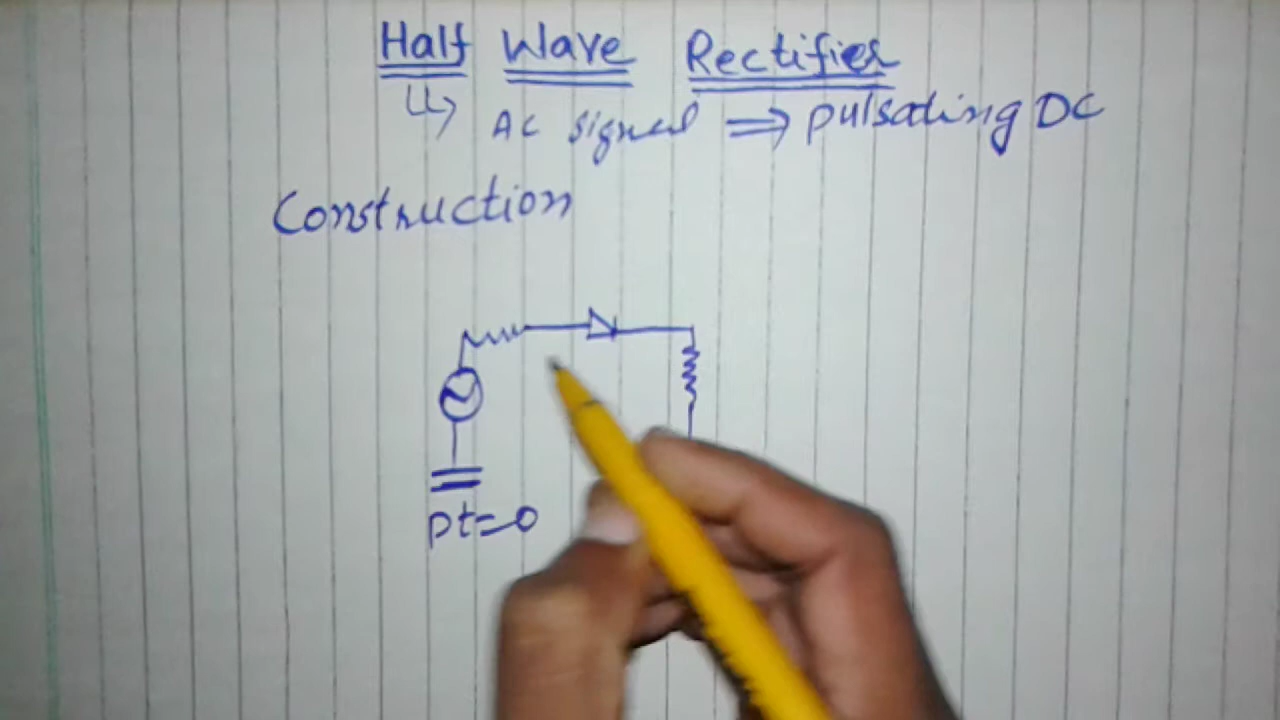 Half Wave Rectifier
AC signal ⇒ pulsating DC
Construction
pt=0